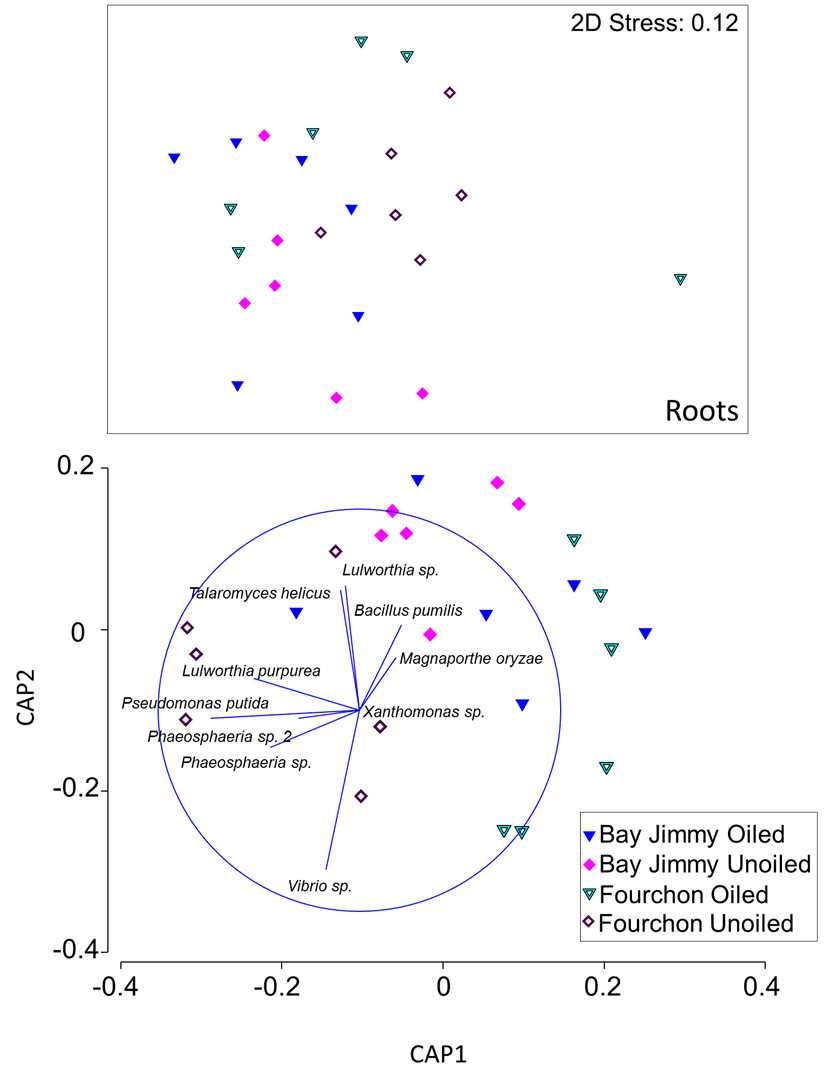 2D Stress: 0.12
Roots
0.2
0
-0.2
-0.4
CAP2
Lulworthia sp.
Talaromyces helicus
Bacillus pumilis
Magnaporthe oryzae
Lulworthia purpurea
Pseudomonas putida
Xanthomonas sp.
Phaeosphaeria sp. 2
Phaeosphaeria sp.
Vibrio sp.
Bay Jimmy Oiled
Bay Jimmy Unoiled
Fourchon Oiled
Fourchon Unoiled
-0.4 -0.2 0 0.2 0.4
CAP1